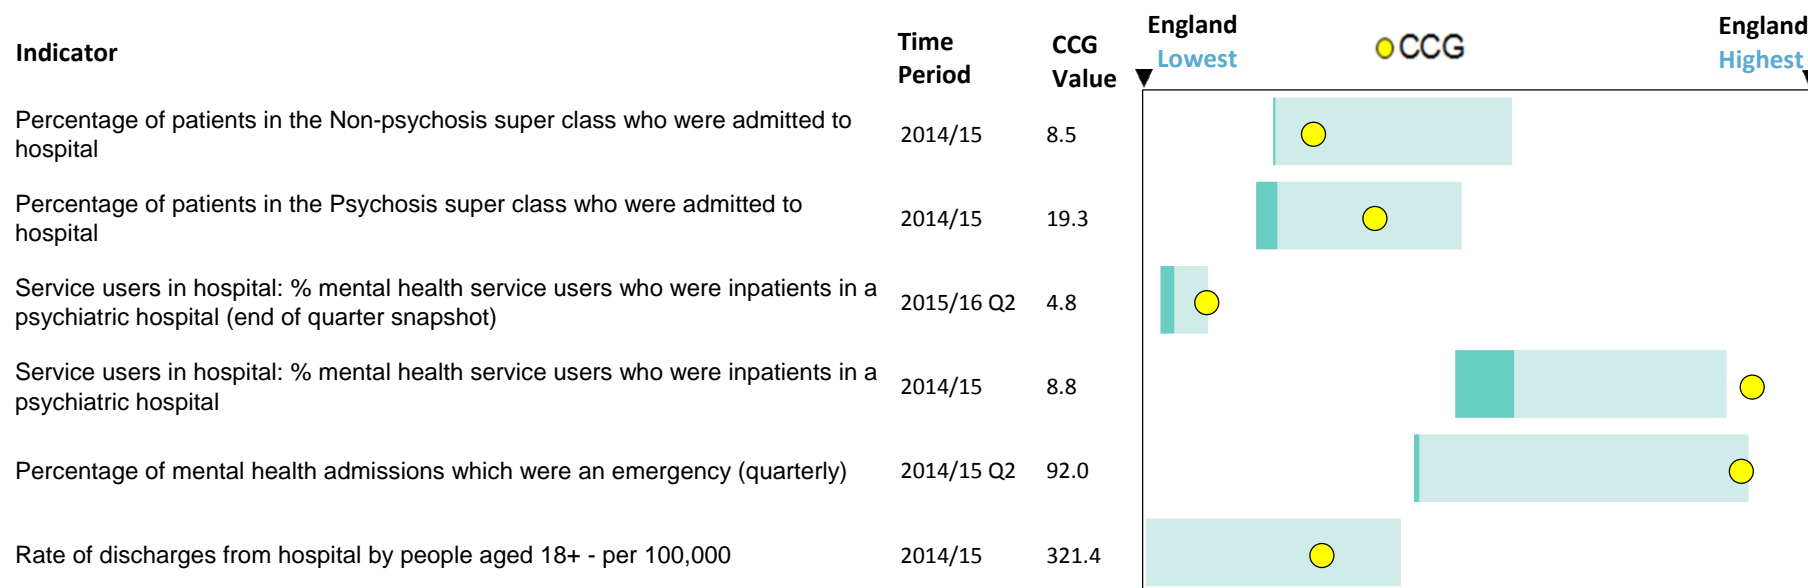 Indicator
Time Period
CCG Value
England Lowest
CCG
England Highest
Percentage of patients in the Non-psychosis super class who were admitted to
hospital
2014/15
8.5
Percentage of patients in the Psychosis super class who were admitted to
hospital
2014/15
19.3
Service users in hospital: % mental health service users who were inpatients in a
psychiatric hospital (end of quarter snapshot)
2015/16 Q2
4.8
Service users in hospital: % mental health service users who were inpatients in a
psychiatric hospital
2014/15
8.8
Percentage of mental health admissions which were an emergency (quarterly)
2014/15 Q2
92.0
Rate of discharges from hospital by people aged 18+ - per 100,000
2014/15
321.4